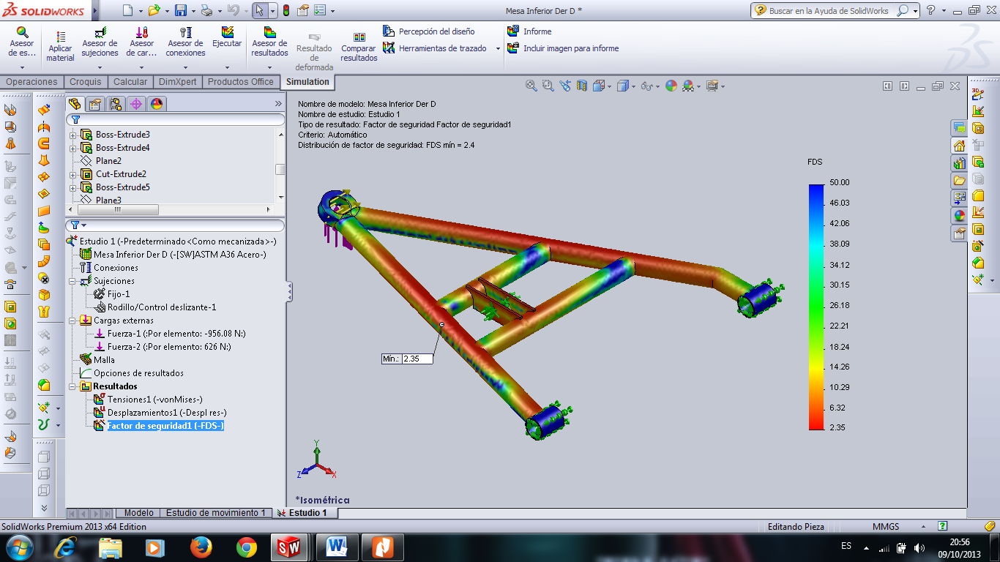 SOLIDWORKS
Mesa Inferior Der D *
Buscar en la Ayuda de SolidWorks
Asesor de es...
Aplicar material
Asesor de sujeciones
Asesor de car...
Asesor de conexiones
Ejecutar
Asesor de resultados
Resultado de deformada
Comparar resultados
Percepción del diseño
Herramientas de trazado
Informe
Incluir imagen para informe
Operaciones
Croquis
Calcular
DimXpert
Productos Office
Simulation
Boss-Extrude3
Boss-Extrude4
Plane2
Cut-Extrude2
Boss-Extrude5
Plane3
Estudio 1 (-Predeterminado<Como mecanizada>-)
Mesa Inferior Der D (-[SW]ASTM A36 Acero-)
Conexiones
Sujeciones
Fijo-1
Rodillo/Control deslizante-1
Cargas externas
Fuerza-1 (:Por elemento: -956.08 N:)
Fuerza-2 (:Por elemento: 626 N:)
Malla
Opciones de resultados
Resultados
Tensiones1 (-vonMises-)
Desplazamientos1 (-Despl res-)
Factor de seguridad1 (-FDS-)
Nombre de modelo: Mesa Inferior Der D
Nombre de estudio: Estudio 1
Tipo de resultado: Factor de seguridad Factor de seguridad1
Criterio: Automático
Distribución de factor de seguridad: FDS mín = 2.4
Mín.: 2.35
FDS
50.00
46.03
42.06
38.09
34.12
30.15
26.18
22.21
18.24
14.26
10.29
6.32
2.35
Y
Z
X
*Isométrica
Modelo
Estudio de movimiento 1
Estudio 1
SolidWorks Premium 2013 x64 Edition
Editando Pieza
MMGS
ES
20:56
09/10/2013